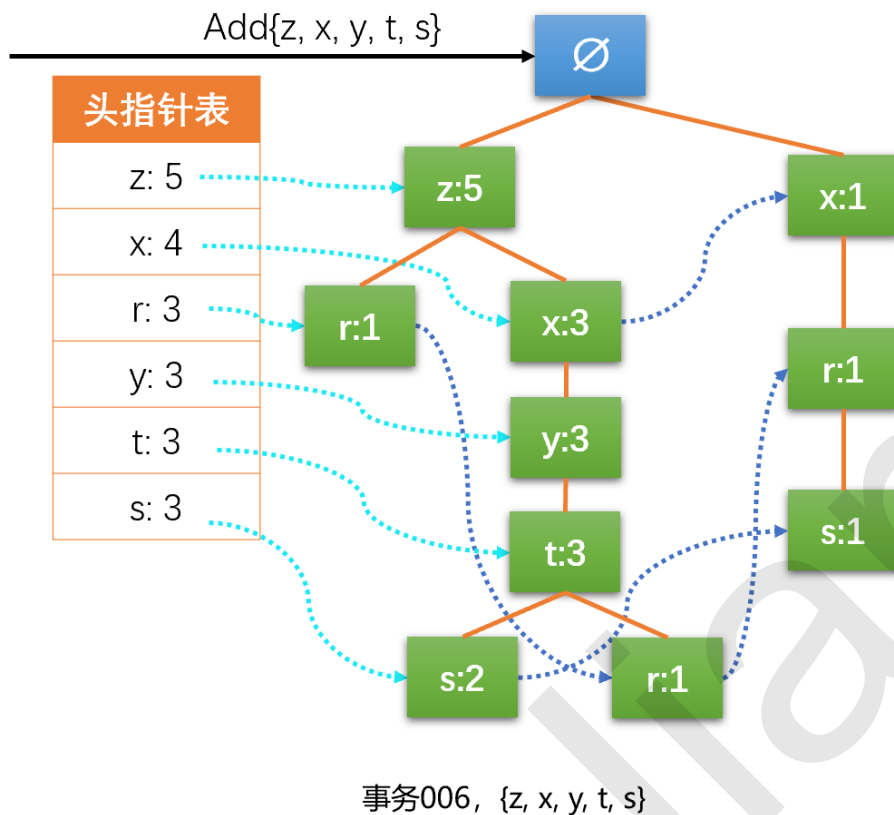 Add{z, x, y, t, s}
∅
头指针表
z: 5
x: 4
r: 3
y: 3
t: 3
s: 3
z:5
x:1
r:1
x:3
r:1
y:3
t:3
s:1
s:2
r:1
事务006，{z, x, y, t, s}